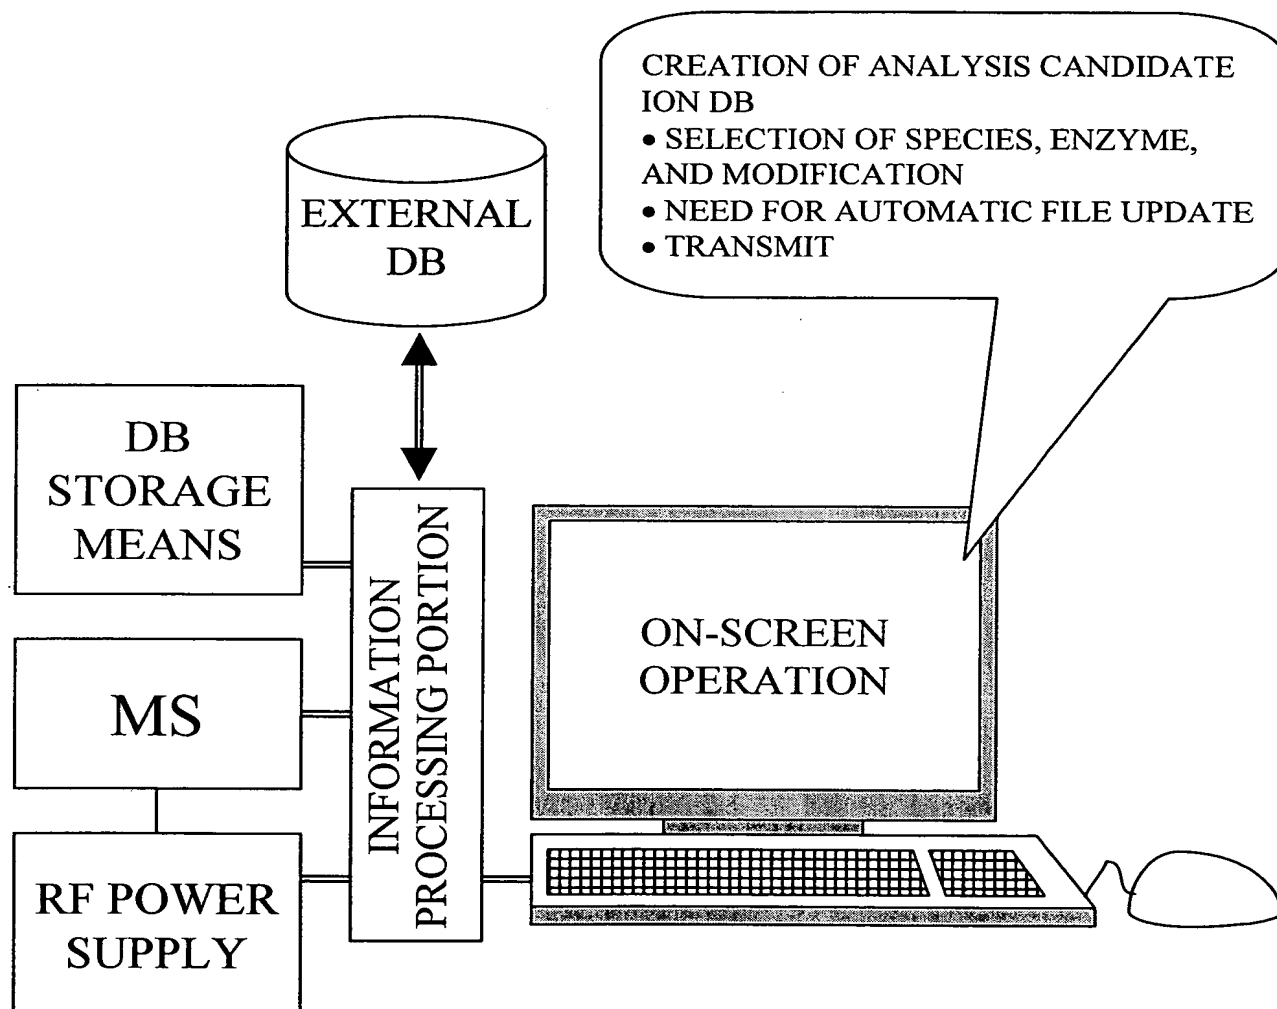 CREATION OF ANALYSIS CANDIDATE
ION DB
• SELECTION OF SPECIES, ENZYME,
AND MODIFICATION
• NEED FOR AUTOMATIC FILE UPDATE
• TRANSMIT
EXTERNAL
DB
DB
STORAGE
MEANS
MS
RF POWER
SUPPLY
INFORMATION
PROCESSING PORTION
ON-SCREEN
OPERATION